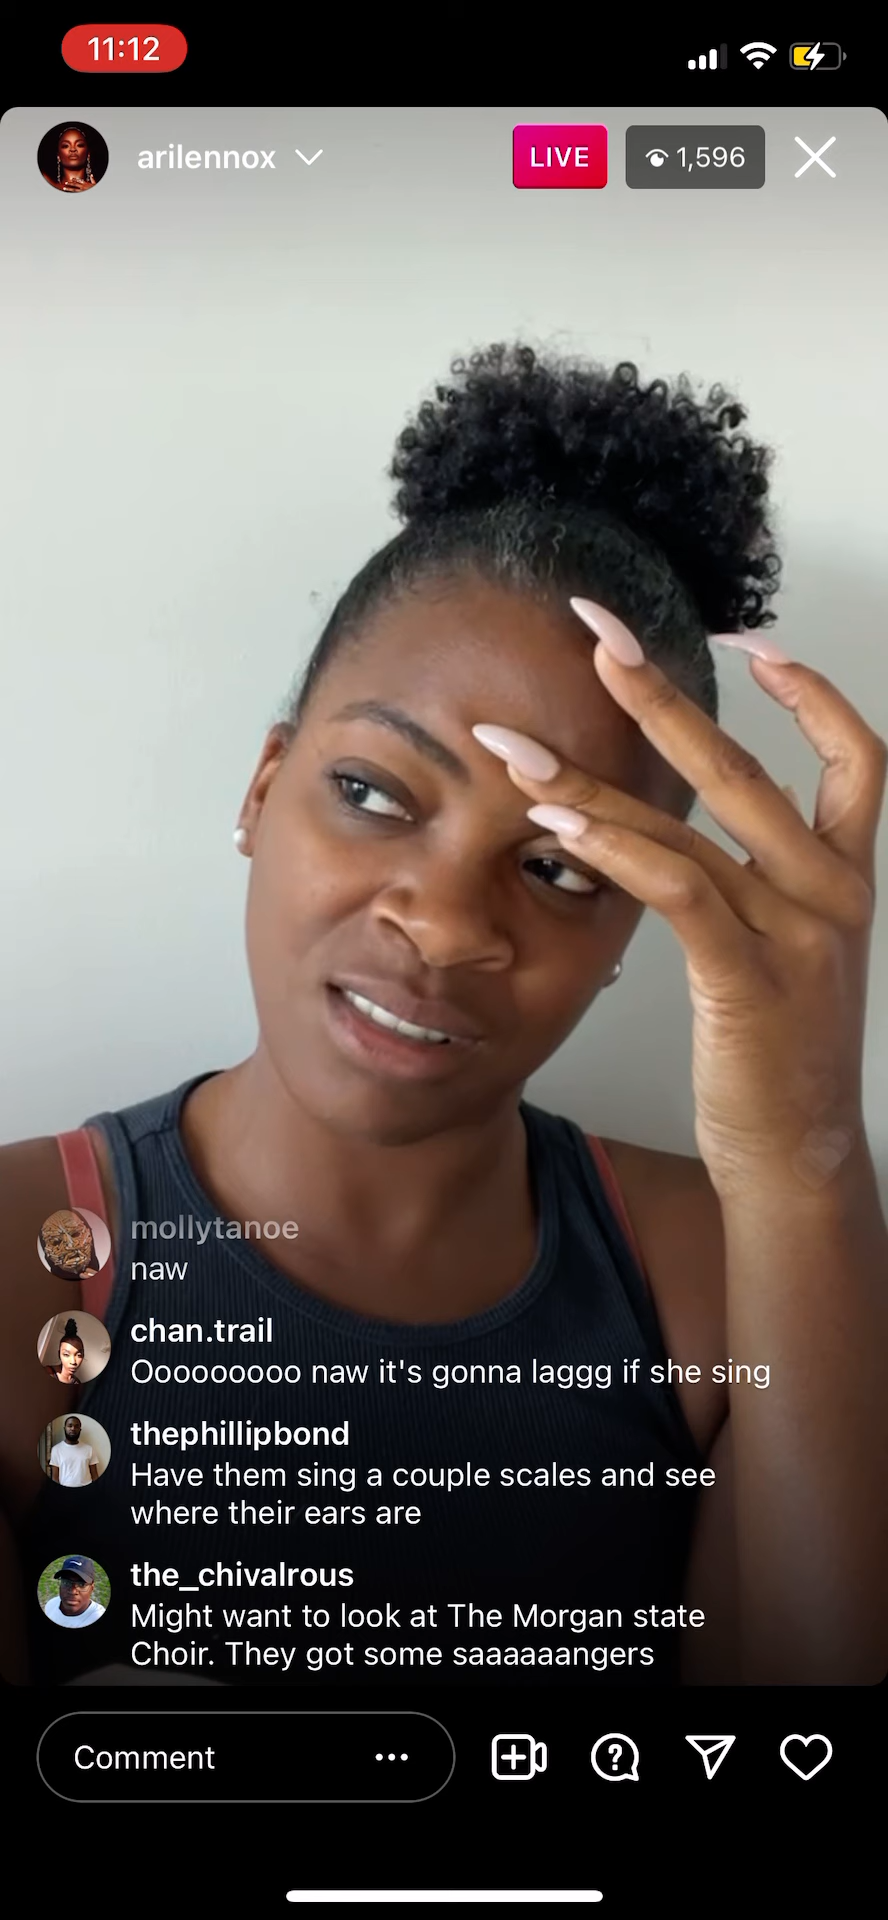 11:12
arilennox
LIVE
1,596
mollytanoe
naw
chan.trail
Ooooooooo naw it's gonna laggg if she sing
thephillipbond
Have them sing a couple scales and see
where their ears are
the_chivalrous
Might want to look at The Morgan state
Choir. They got some saaaaaangers
Comment